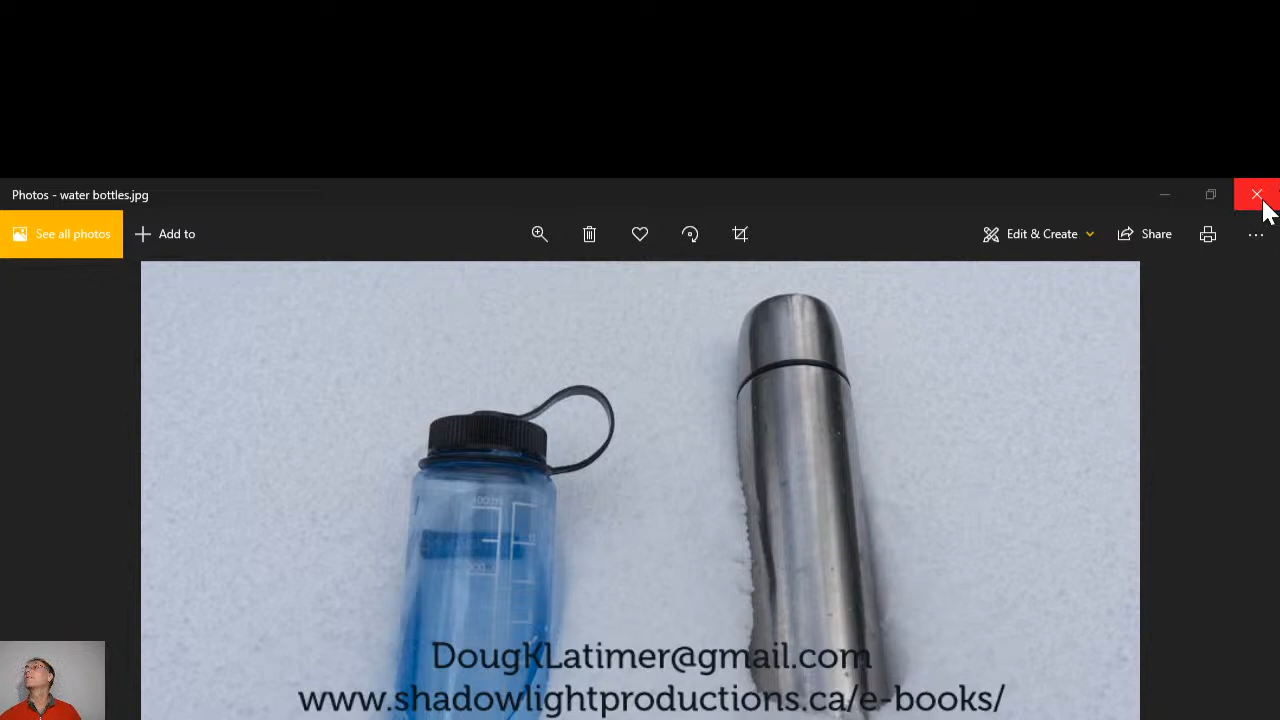 Photos - water bottles.jpg
See all photos
Add to
Edit & Create
Share
DougKLatimer@gmail.com
www.shadowlightproductions.ca/e-books/